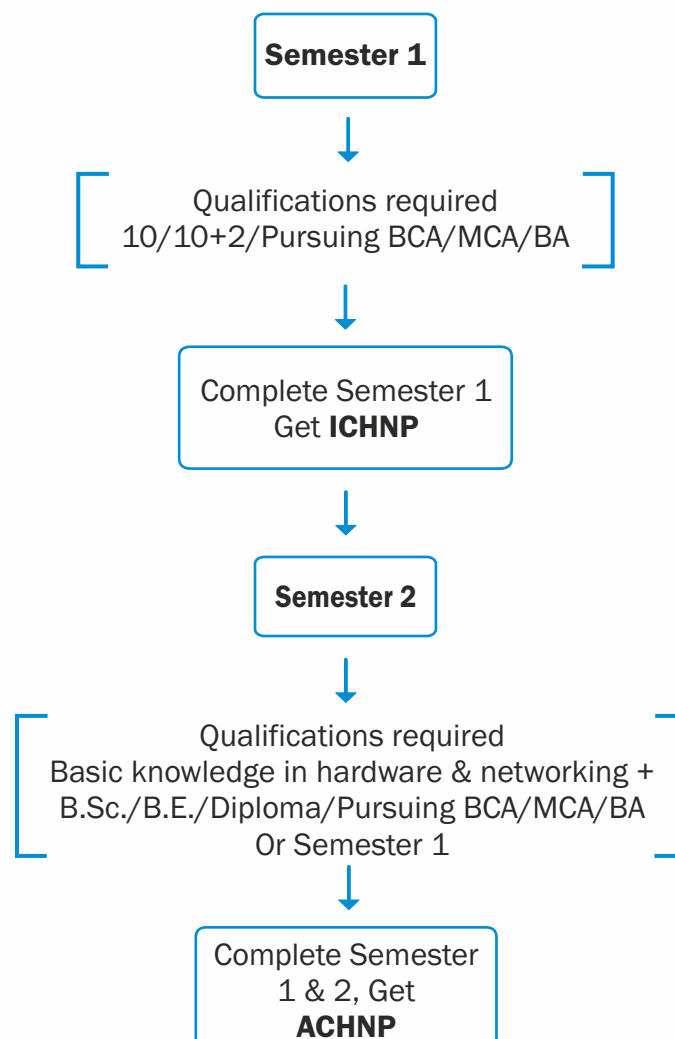 Semester 1
Qualifications required
10/10+2/Pursuing BCA/MCA/BA
Complete Semester 1
Get ICHNP
Semester 2
Qualifications required
Basic knowledge in hardware & networking +
B.Sc./B.E./Diploma/Pursuing BCA/MCA/BA
Or Semester 1
Complete Semester
1 & 2, Get
ACHNP